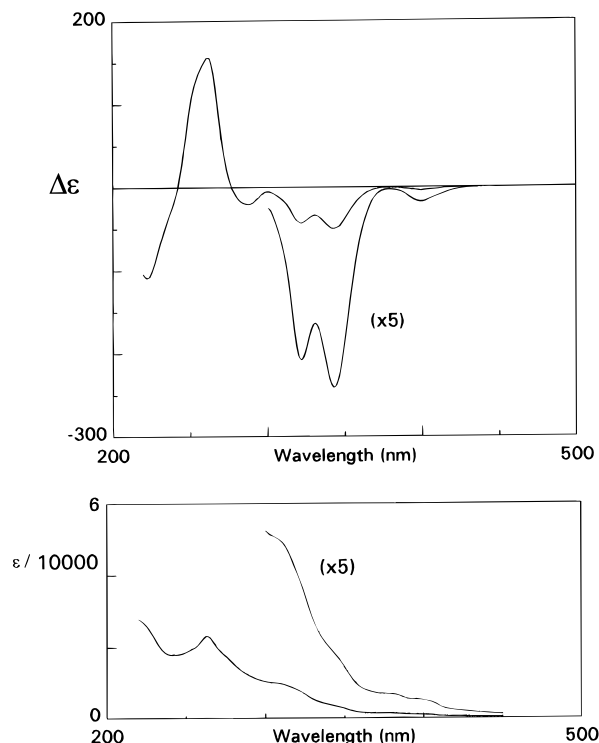 200
Δε
(x5)
-300
200 Wavelength (nm) 500
6
ε / 10000
(x5)
0
200 Wavelength (nm) 500